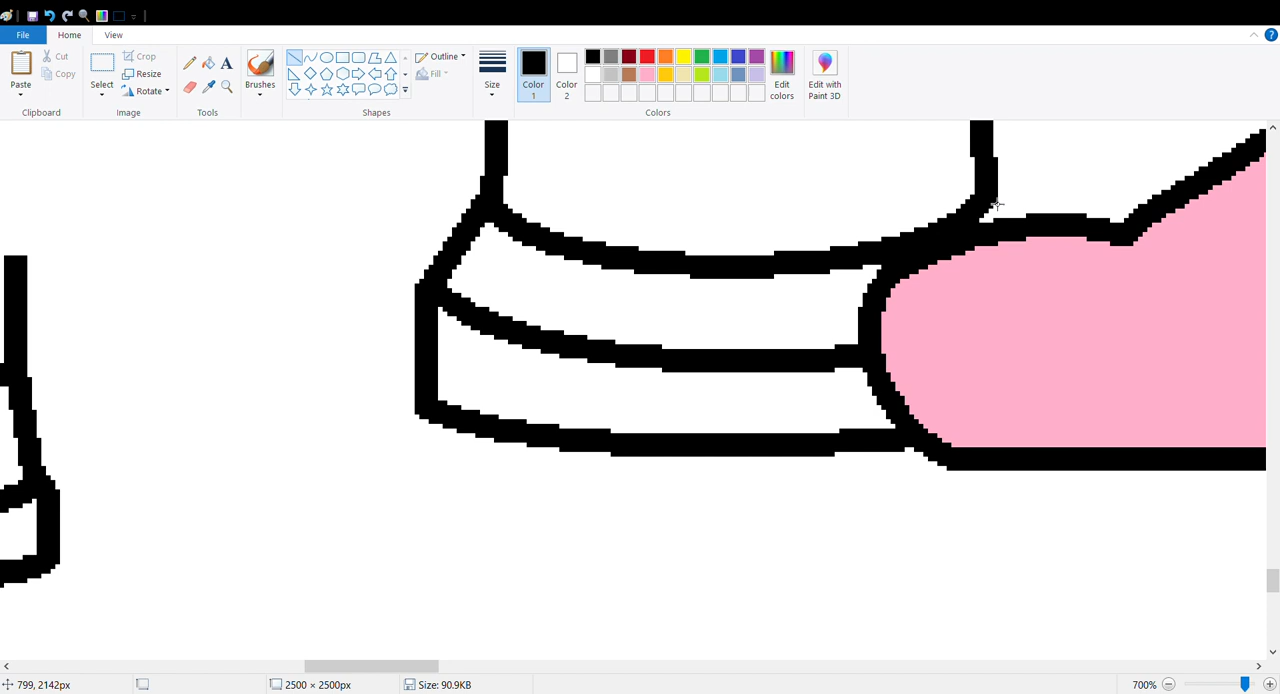 File Home View
Paste Cut Copy Clipboard
Select Crop Resize Rotate Image
A Tools
Brushes
Outline Fill Shapes
Size
Color 1 Color 2 Edit colors Colors
Edit with Paint 3D
799, 2142px 2500 × 2500px Size: 90.9KB 700%